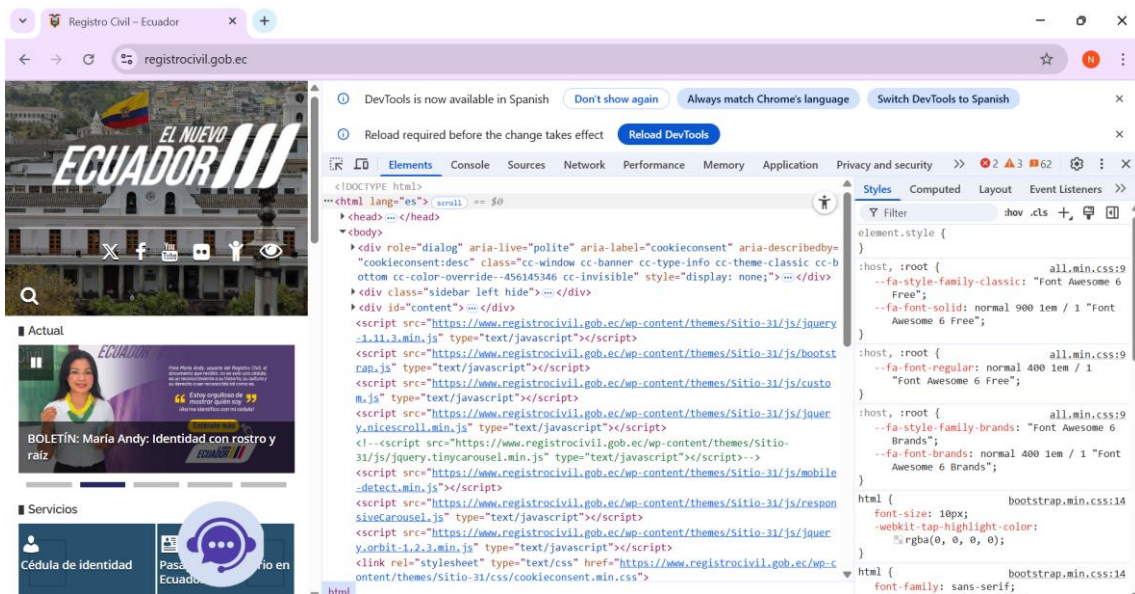 Registro Civil – Ecuador
registrocivil.gob.ec
N
EL NUEVO
ECUADOR
Actual
ECUADOR
Estoy orgullosa de
mostrar quién soy
BOLETÍN: María Andy: Identidad con rostro y
raíz
Servicios
Cédula de identidad
DevTools is now available in Spanish
Don't show again
Always match Chrome's language
Switch DevTools to Spanish
Reload required before the change takes effect
Reload DevTools
Elements Console Sources Network Performance Memory Application Privacy and security 2 3 62
<!DOCTYPE html>
<html lang="es"> scroll == $0
<head> … </head>
<body>
<div role="dialog" aria-live="polite" aria-label="cookieconsent" aria-describedby=
"cookieconsent:desc" class="cc-window cc-banner cc-type-info cc-theme-classic cc-b
ottom cc-color-override--456145346 cc-invisible" style="display: none;"> … </div>
<div class="sidebar left hide"> … </div>
<div id="content"> … </div>
<script src="https://www.registrocivil.gob.ec/wp-content/themes/Sitio-31/js/jquery
-1.11.3.min.js" type="text/javascript"></script>
<script src="https://www.registrocivil.gob.ec/wp-content/themes/Sitio-31/js/bootst
rap.js" type="text/javascript"></script>
<script src="https://www.registrocivil.gob.ec/wp-content/themes/Sitio-31/js/custo
m.js" type="text/javascript"></script>
<script src="https://www.registrocivil.gob.ec/wp-content/themes/Sitio-31/js/jquer
y.nicescroll.min.js" type="text/javascript"></script>
<!--<script src="https://www.registrocivil.gob.ec/wp-content/themes/Sitio-
31/js/jquery.tinycarousel.min.js" type="text/javascript"></script>-->
<script src="https://www.registrocivil.gob.ec/wp-content/themes/Sitio-31/js/mobile
-detect.min.js"></script>
<script src="https://www.registrocivil.gob.ec/wp-content/themes/Sitio-31/js/respon
siveCarousel.js" type="text/javascript"></script>
<script src="https://www.registrocivil.gob.ec/wp-content/themes/Sitio-31/js/jquer
y.orbit-1.2.3.min.js" type="text/javascript"></script>
<link rel="stylesheet" type="text/css" href="https://www.registrocivil.gob.ec/wp-c
ontent/themes/Sitio-31/css/cookieconsent.min.css">
html
Styles Computed Layout Event Listeners
Filter :hov .cls
element.style {
}
:host, :root { all.min.css:9
--fa-style-family-classic: "Font Awesome 6
Free";
--fa-font-solid: normal 900 1em / 1 "Font
Awesome 6 Free";
}
:host, :root { all.min.css:9
--fa-font-regular: normal 400 1em / 1
"Font Awesome 6 Free";
}
:host, :root { all.min.css:9
--fa-style-family-brands: "Font Awesome 6
Brands";
--fa-font-brands: normal 400 1em / 1 "Font
Awesome 6 Brands";
}
html { bootstrap.min.css:14
font-size: 10px;
-webkit-tap-highlight-color:
rgba(0, 0, 0, 0);
}
html { bootstrap.min.css:14
font-family: sans-serif;